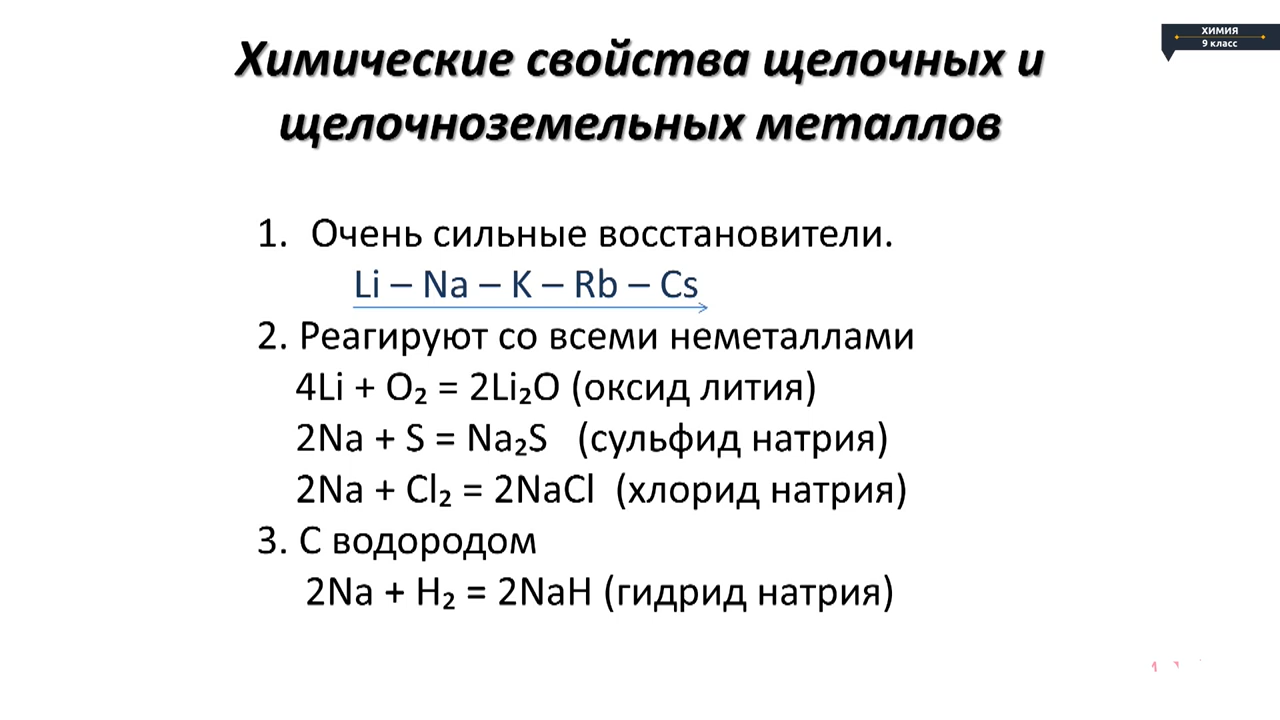 ХИМИЯ
9 класс
Химические свойства щелочных и
щелочноземельных металлов
1. Очень сильные восстановители.
Li – Na – K – Rb – Cs
2. Реагируют со всеми неметаллами
4Li + O₂ = 2Li₂O (оксид лития)
2Na + S = Na₂S (сульфид натрия)
2Na + Cl₂ = 2NaCl (хлорид натрия)
3. С водородом
2Na + H₂ = 2NaH (гидрид натрия)